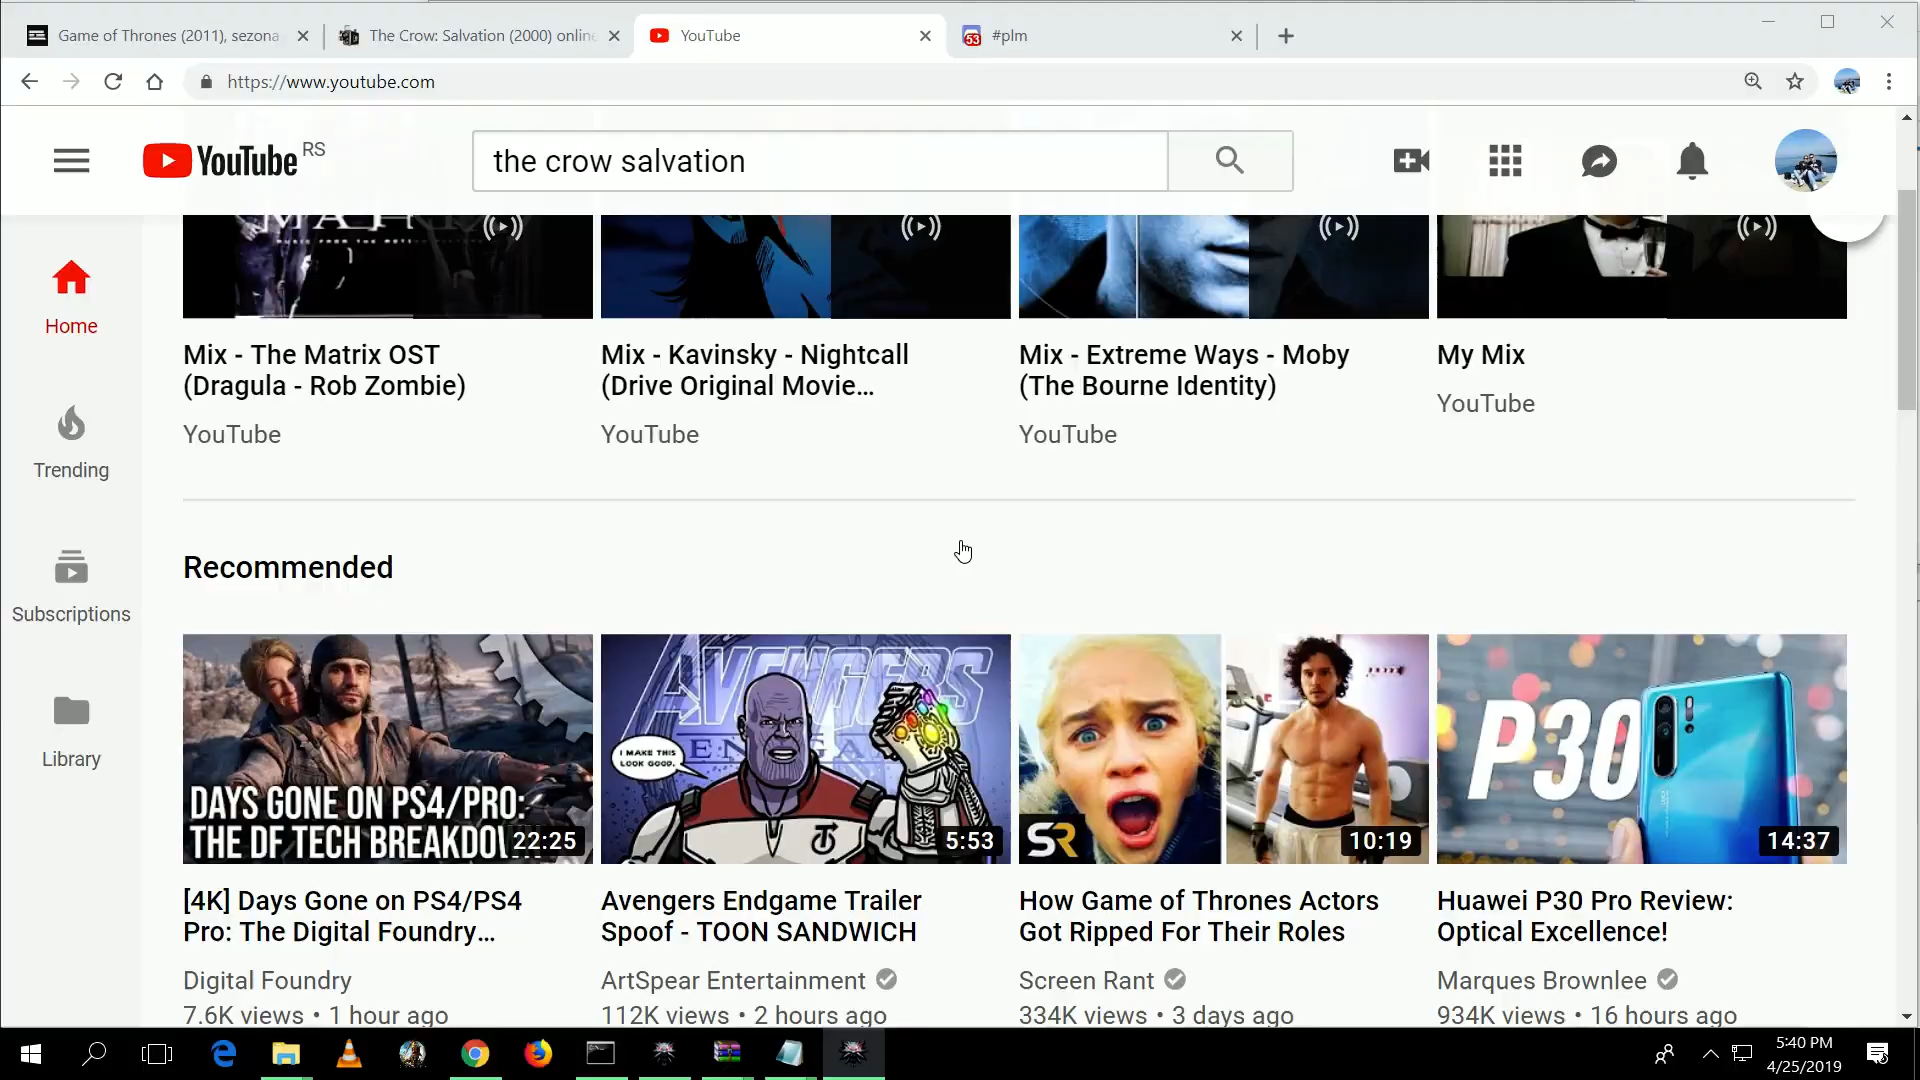 Game of Thrones (2011), sezona
The Crow: Salvation (2000) online
YouTube
53
#plm
https://www.youtube.com
YouTube RS
the crow salvation
Home
Trending
Subscriptions
Library
Mix - The Matrix OST
(Dragula - Rob Zombie)
YouTube
Mix - Kavinsky - Nightcall
(Drive Original Movie...
YouTube
Mix - Extreme Ways - Moby
(The Bourne Identity)
YouTube
My Mix
YouTube
Recommended
DAYS GONE ON PS4/PRO:
THE DF TECH BREAKDOWN
22:25
AVENGERS
I MAKE THIS
LOOK GOOD.
5:53
SR
10:19
P30
14:37
[4K] Days Gone on PS4/PS4
Pro: The Digital Foundry...
Digital Foundry
7.6K views • 1 hour ago
Avengers Endgame Trailer
Spoof - TOON SANDWICH
ArtSpear Entertainment
112K views • 2 hours ago
How Game of Thrones Actors
Got Ripped For Their Roles
Screen Rant
334K views • 3 days ago
Huawei P30 Pro Review:
Optical Excellence!
Marques Brownlee
934K views • 16 hours ago
5:40 PM
4/25/2019